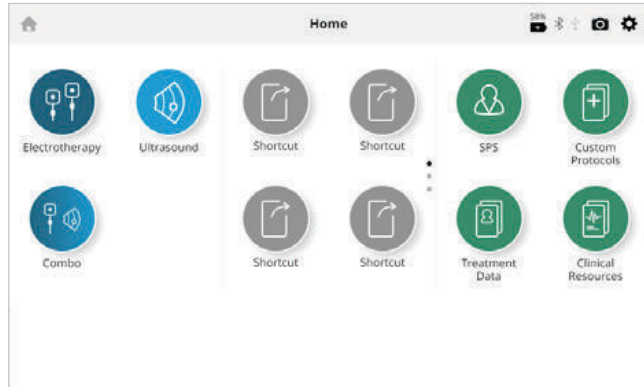 Home
58%
Electrotherapy
Ultrasound
Shortcut
Shortcut
SPS
Custom
Protocols
Combo
Shortcut
Shortcut
Treatment
Data
Clinical
Resources